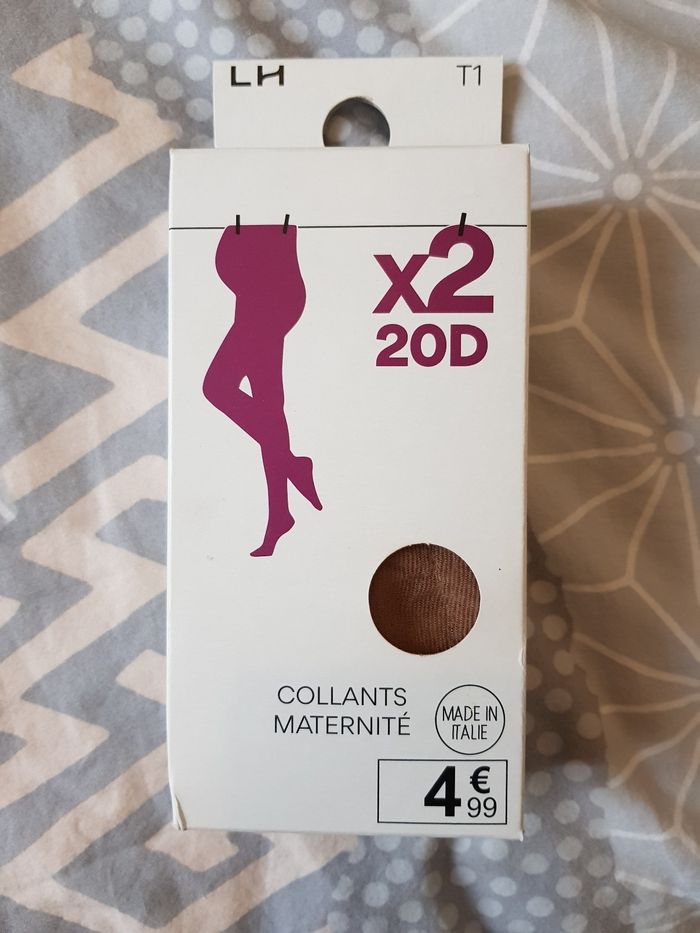 LH T1
x2
20D
COLLANTS
MATERNITÉ
MADE IN
ITALIE
4€99